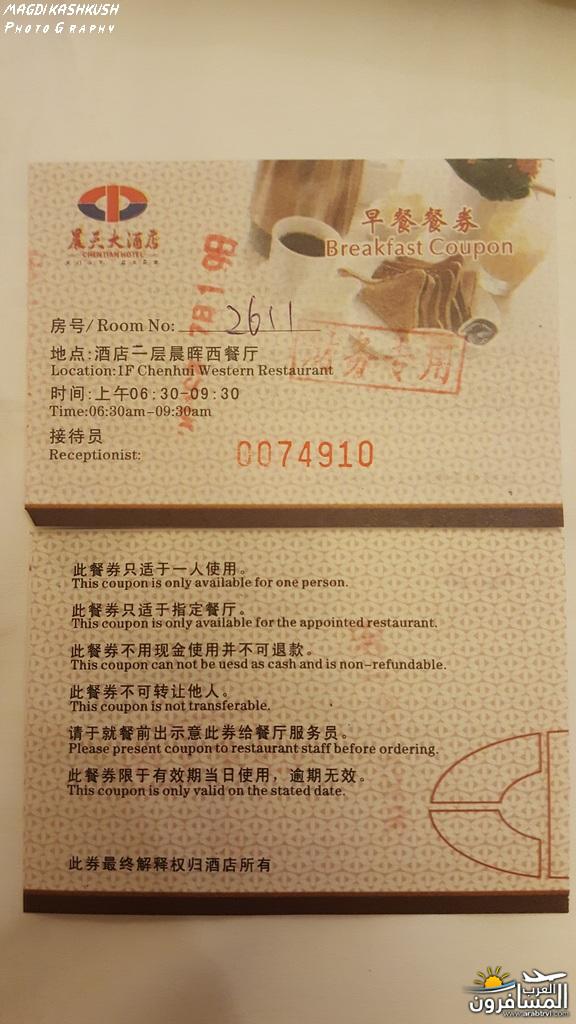 MAGDI KASHKUSH
PHOTO GRAPHY
晨天大酒店
CHENTIAN HOTEL
早餐餐券
Breakfast Coupon
房号/Room No: 2611
地点:酒店一层晨晖西餐厅
Location:1F Chenhui Western Restaurant
财务专用
时间:上午06:30-09:30
Time:06:30am-09:30am
接待员
Receptionist:
0074910
此餐券只适于一人使用。
This coupon is only available for one person.
此餐券只适于指定餐厅。
This coupon is only available for the appointed restaurant.
此餐券不用现金使用并不可退款。
This coupon can not be uesd as cash and is non-refundable.
此餐券不可转让他人。
This coupon is not transferable.
请于就餐前出示意此券给餐厅服务员。
Please present coupon to restaurant staff before ordering.
此餐券限于有效期当日使用，逾期无效。
This coupon is only valid on the stated date.
此券最终解释权归酒店所有
العرب
المسافرون
www.arabtrvl.com